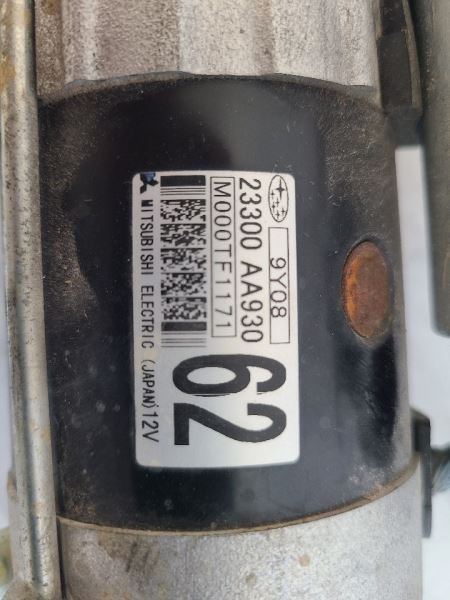 9Y08
23300 AA930
M000TF1171
62
MITSUBISHI ELECTRIC (JAPAN) 12V